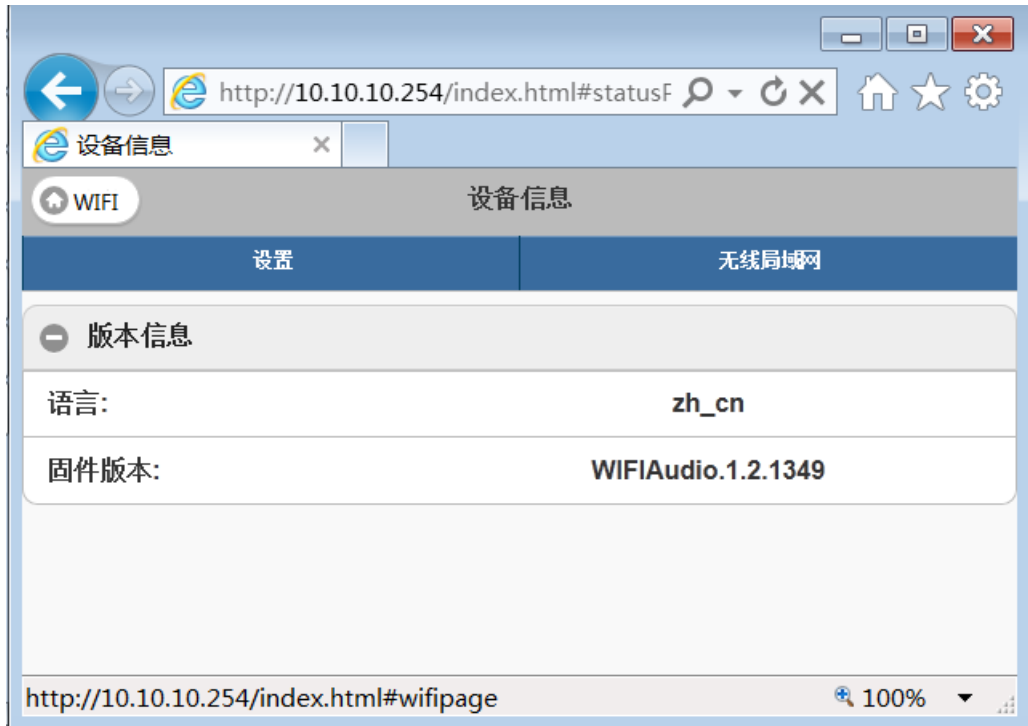 http://10.10.10.254/index.html#statusF
设备信息
WIFI
设备信息
设置
无线局域网
版本信息
语言:
zh_cn
固件版本:
WIFIAudio.1.2.1349
http://10.10.10.254/index.html#wifipage
100%